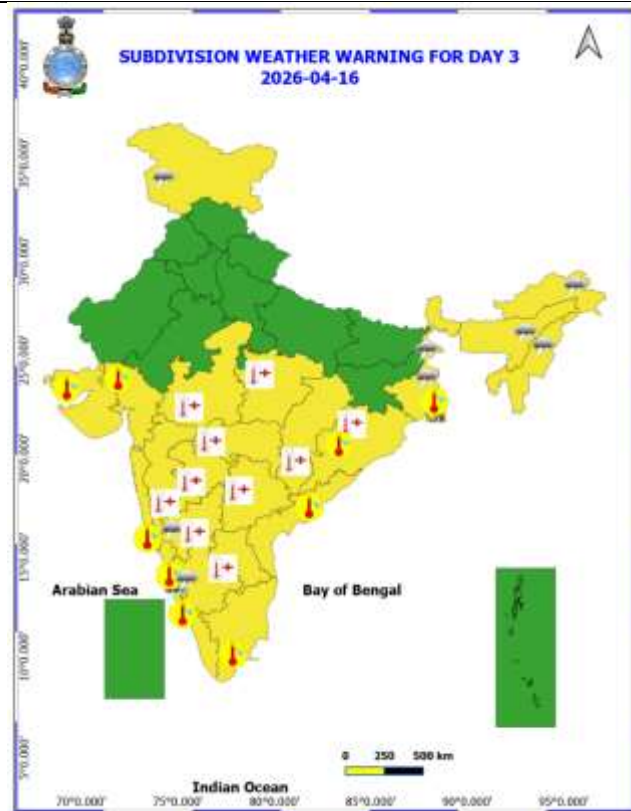 SUBDIVISION WEATHER WARNING FOR DAY 3
2026-04-16
40°0.000'
35°0.000'
30°0.000'
25°0.000'
20°0.000'
15°0.000'
10°0.000'
5°0.000'
Arabian Sea
Bay of Bengal
0 250 500 km
Indian Ocean
70°0.000' 75°0.000' 80°0.000' 85°0.000' 90°0.000' 95°0.000'